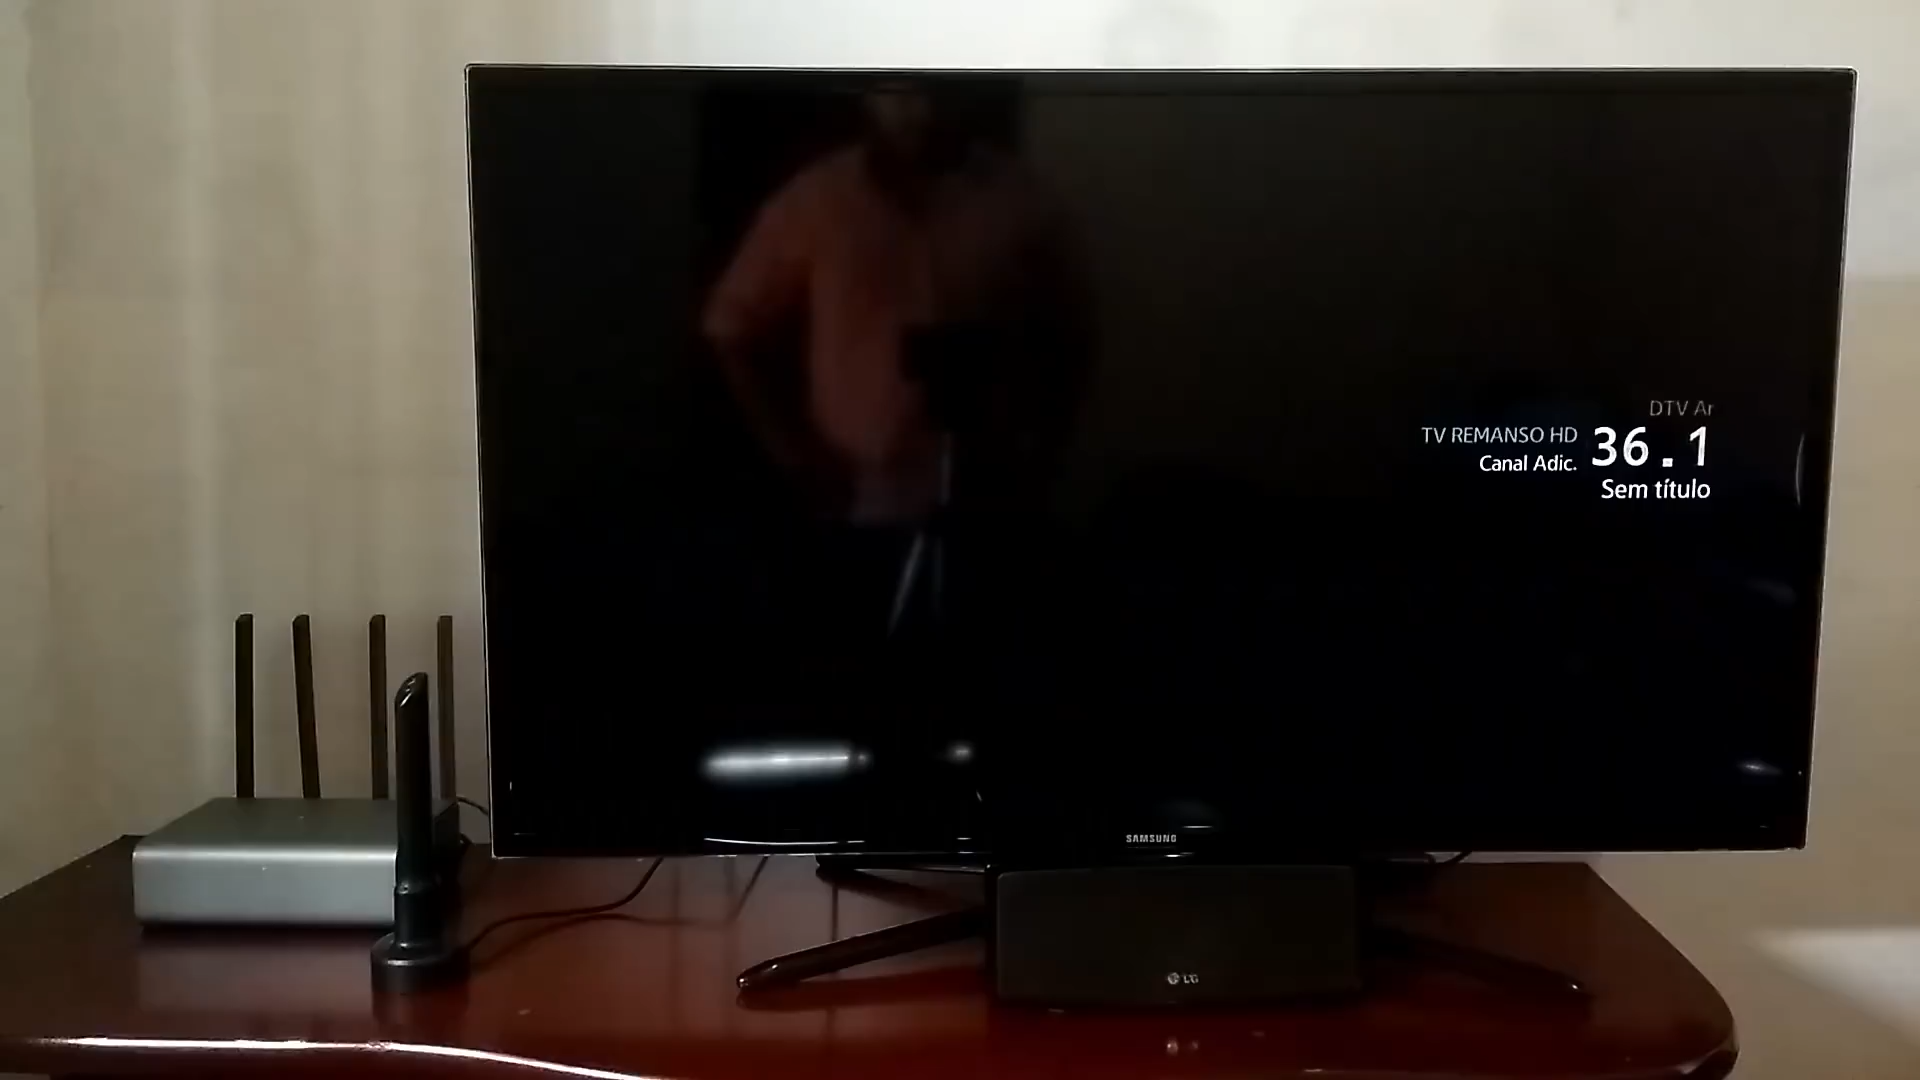 DTV Ar
TV REMANSO HD 36.1
Canal Adic.
Sem título
SAMSUNG
LG